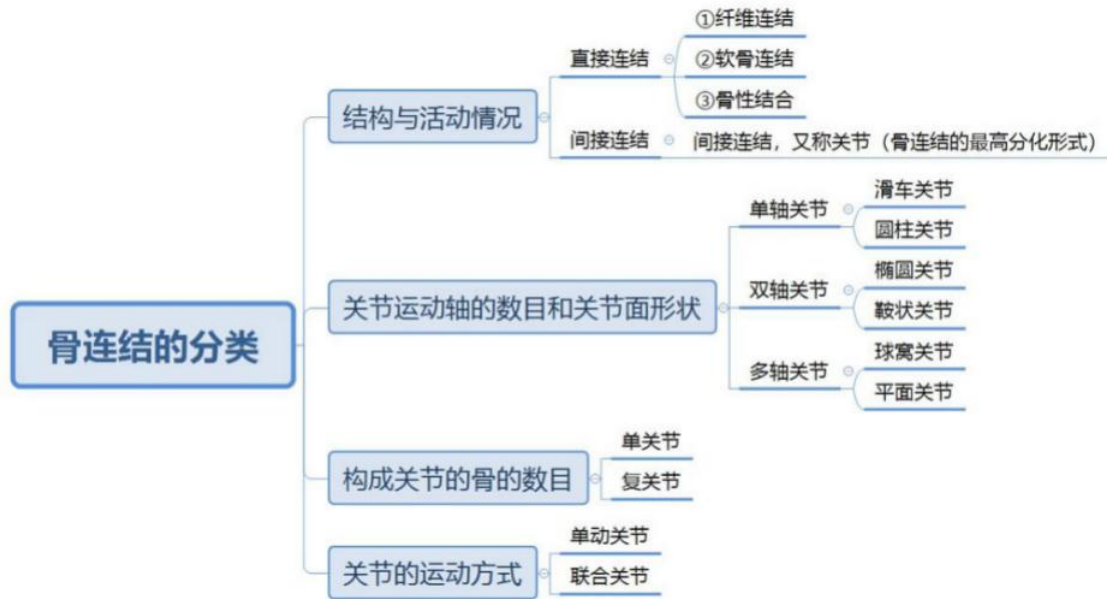 骨连结的分类
结构与活动情况
直接连结
①纤维连结
②软骨连结
③骨性结合
间接连结
间接连结，又称关节（骨连结的最高分化形式）
关节运动轴的数目和关节面形状
单轴关节
滑车关节
圆柱关节
双轴关节
椭圆关节
鞍状关节
多轴关节
球窝关节
平面关节
构成关节的骨的数目
单关节
复关节
关节的运动方式
单动关节
联合关节